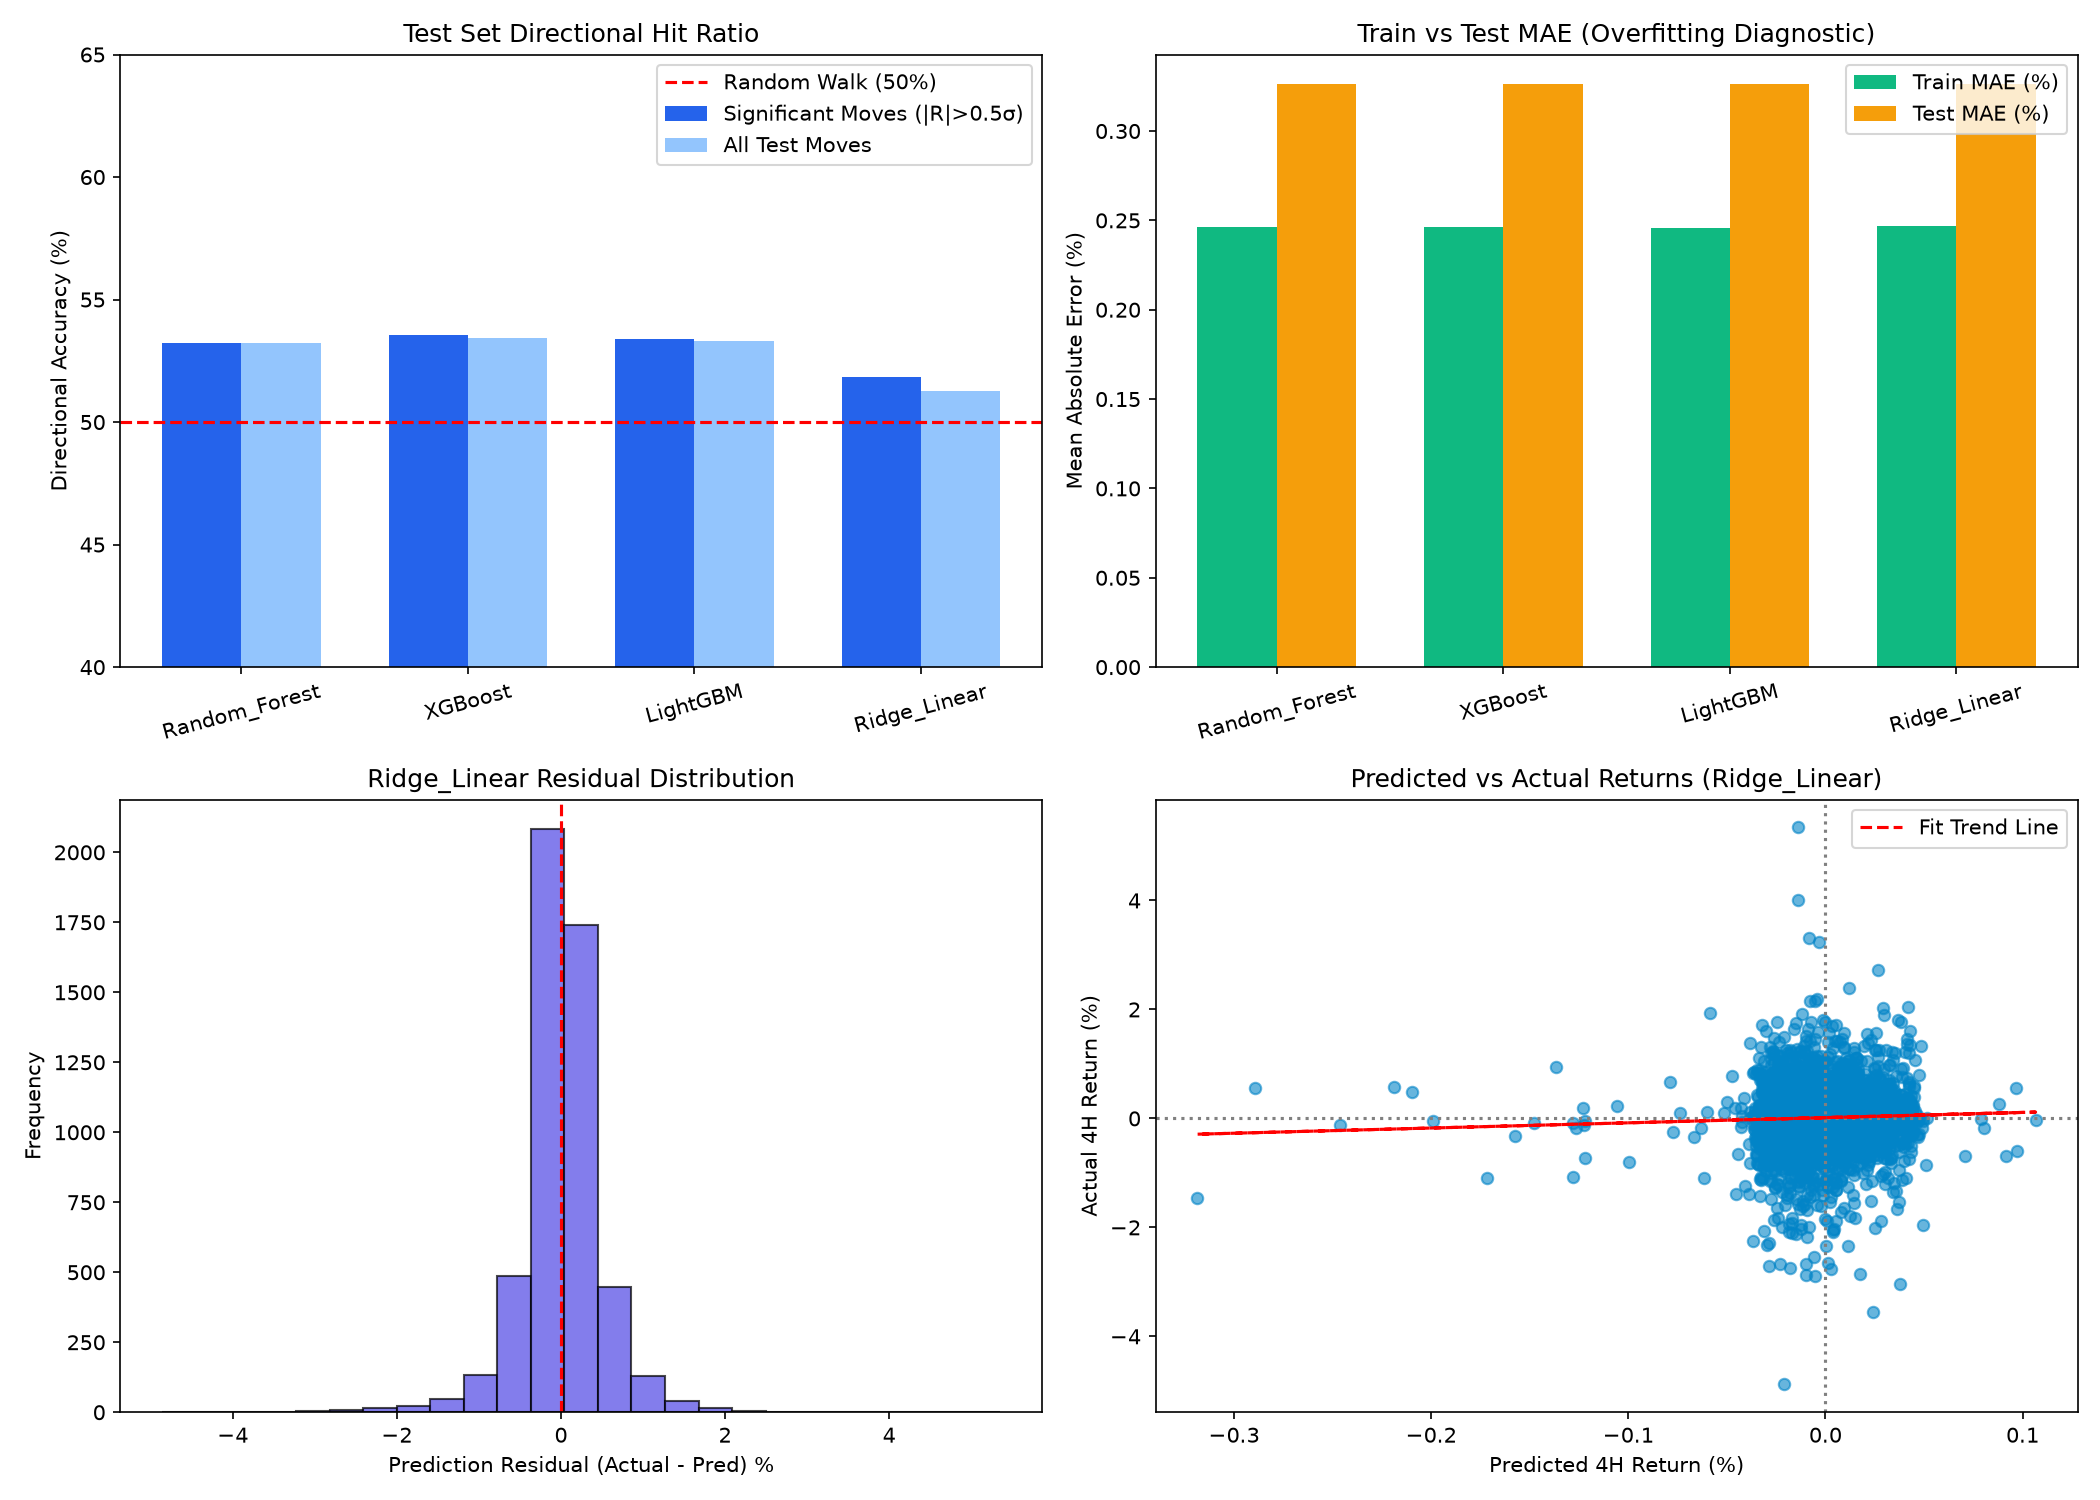 Test Set Directional Hit Ratio
Directional Accuracy (%)
65
60
55
50
45
40
Random Walk (50%)
Significant Moves (|R|>0.5σ)
All Test Moves
Random_Forest
XGBoost
LightGBM
Ridge_Linear
Train vs Test MAE (Overfitting Diagnostic)
Mean Absolute Error (%)
0.30
0.25
0.20
0.15
0.10
0.05
0.00
Train MAE (%)
Test MAE (%)
Random_Forest
XGBoost
LightGBM
Ridge_Linear
Ridge_Linear Residual Distribution
Frequency
2000
1750
1500
1250
1000
750
500
250
0
−4
−2
0
2
4
Prediction Residual (Actual - Pred) %
Predicted vs Actual Returns (Ridge_Linear)
Actual 4H Return (%)
4
2
0
−2
−4
Fit Trend Line
−0.3
−0.2
−0.1
0.0
0.1
Predicted 4H Return (%)